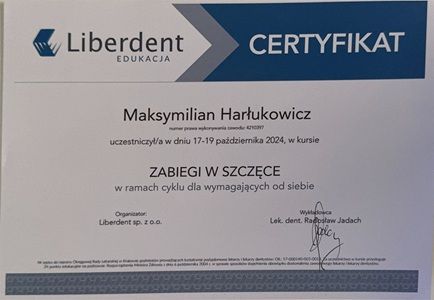 Liberdent
EDUKACJA
CERTYFIKAT
Maksymilian Harłukowicz
numer prawa wykonywania zawodu: 4210397
uczestniczył/a w dniu 17-19 października 2024, w kursie
ZABIEGI W SZCZĘCE
w ramach cyklu dla wymagających od siebie
Organizator:
Liberdent sp. z o.o.
Wykładowca
Lek. dent. Radosław Jadach